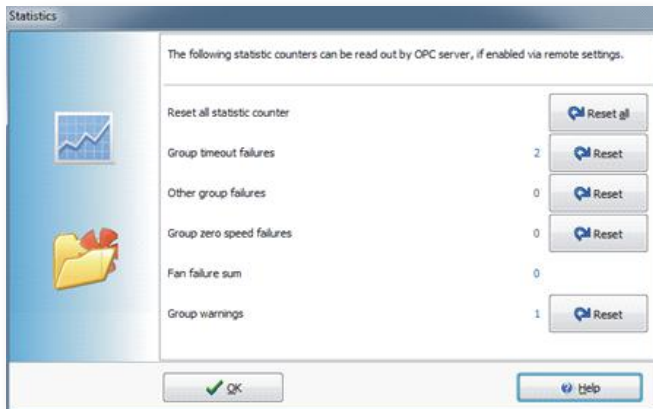 Statistics
The following statistic counters can be read out by OPC server, if enabled via remote settings.
Reset all statistic counter
Reset all
Group timeout failures 2 Reset
Other group failures 0 Reset
Group zero speed failures 0 Reset
Fan failure sum 0
Group warnings 1 Reset
OK Help